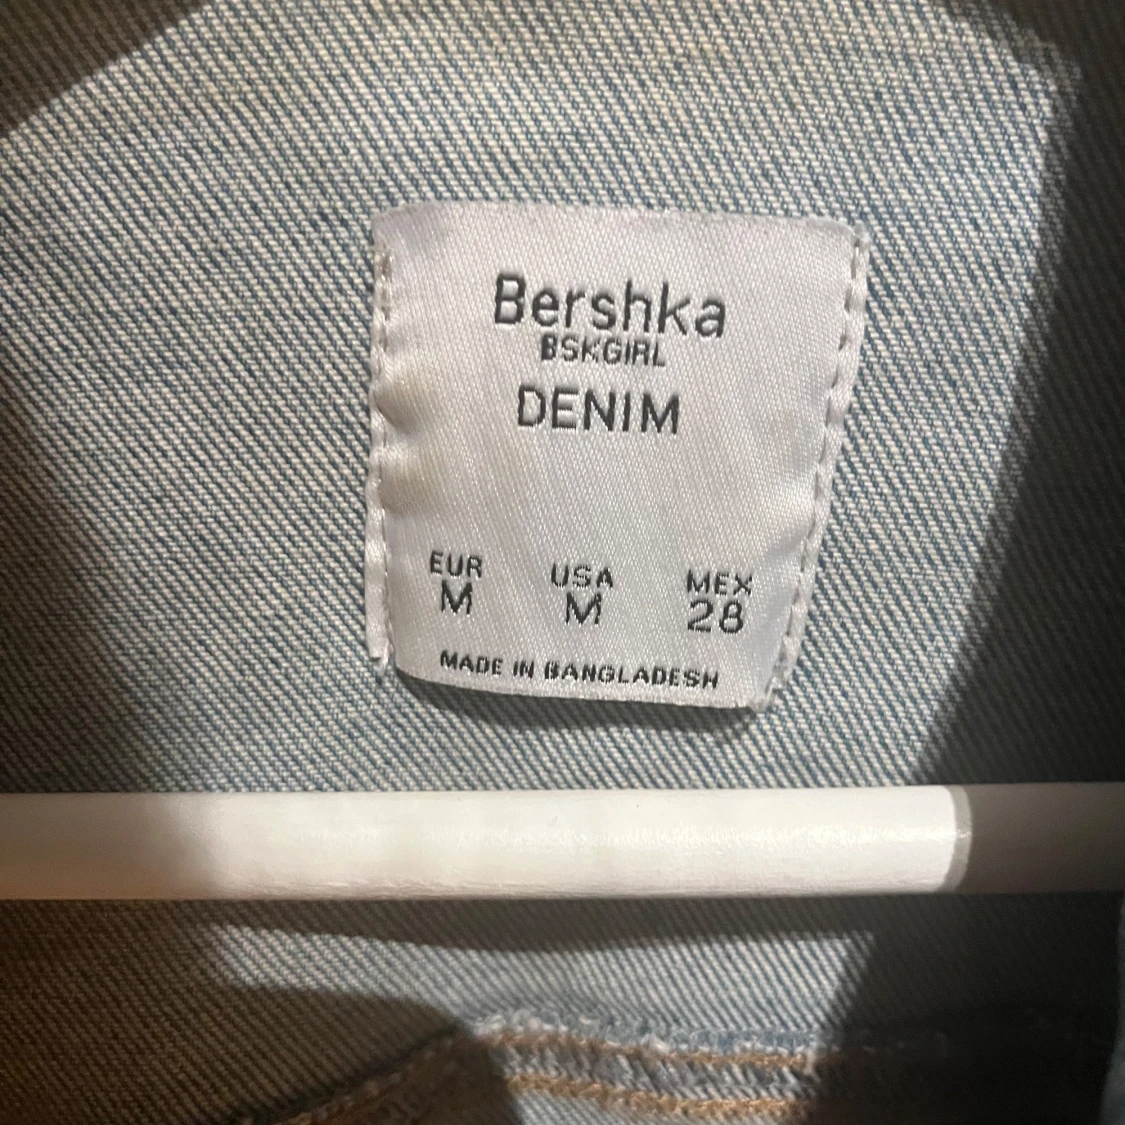 Bershka
BSKGIRL
DENIM
EUR USA MEX
M M 28
MADE IN BANGLADESH